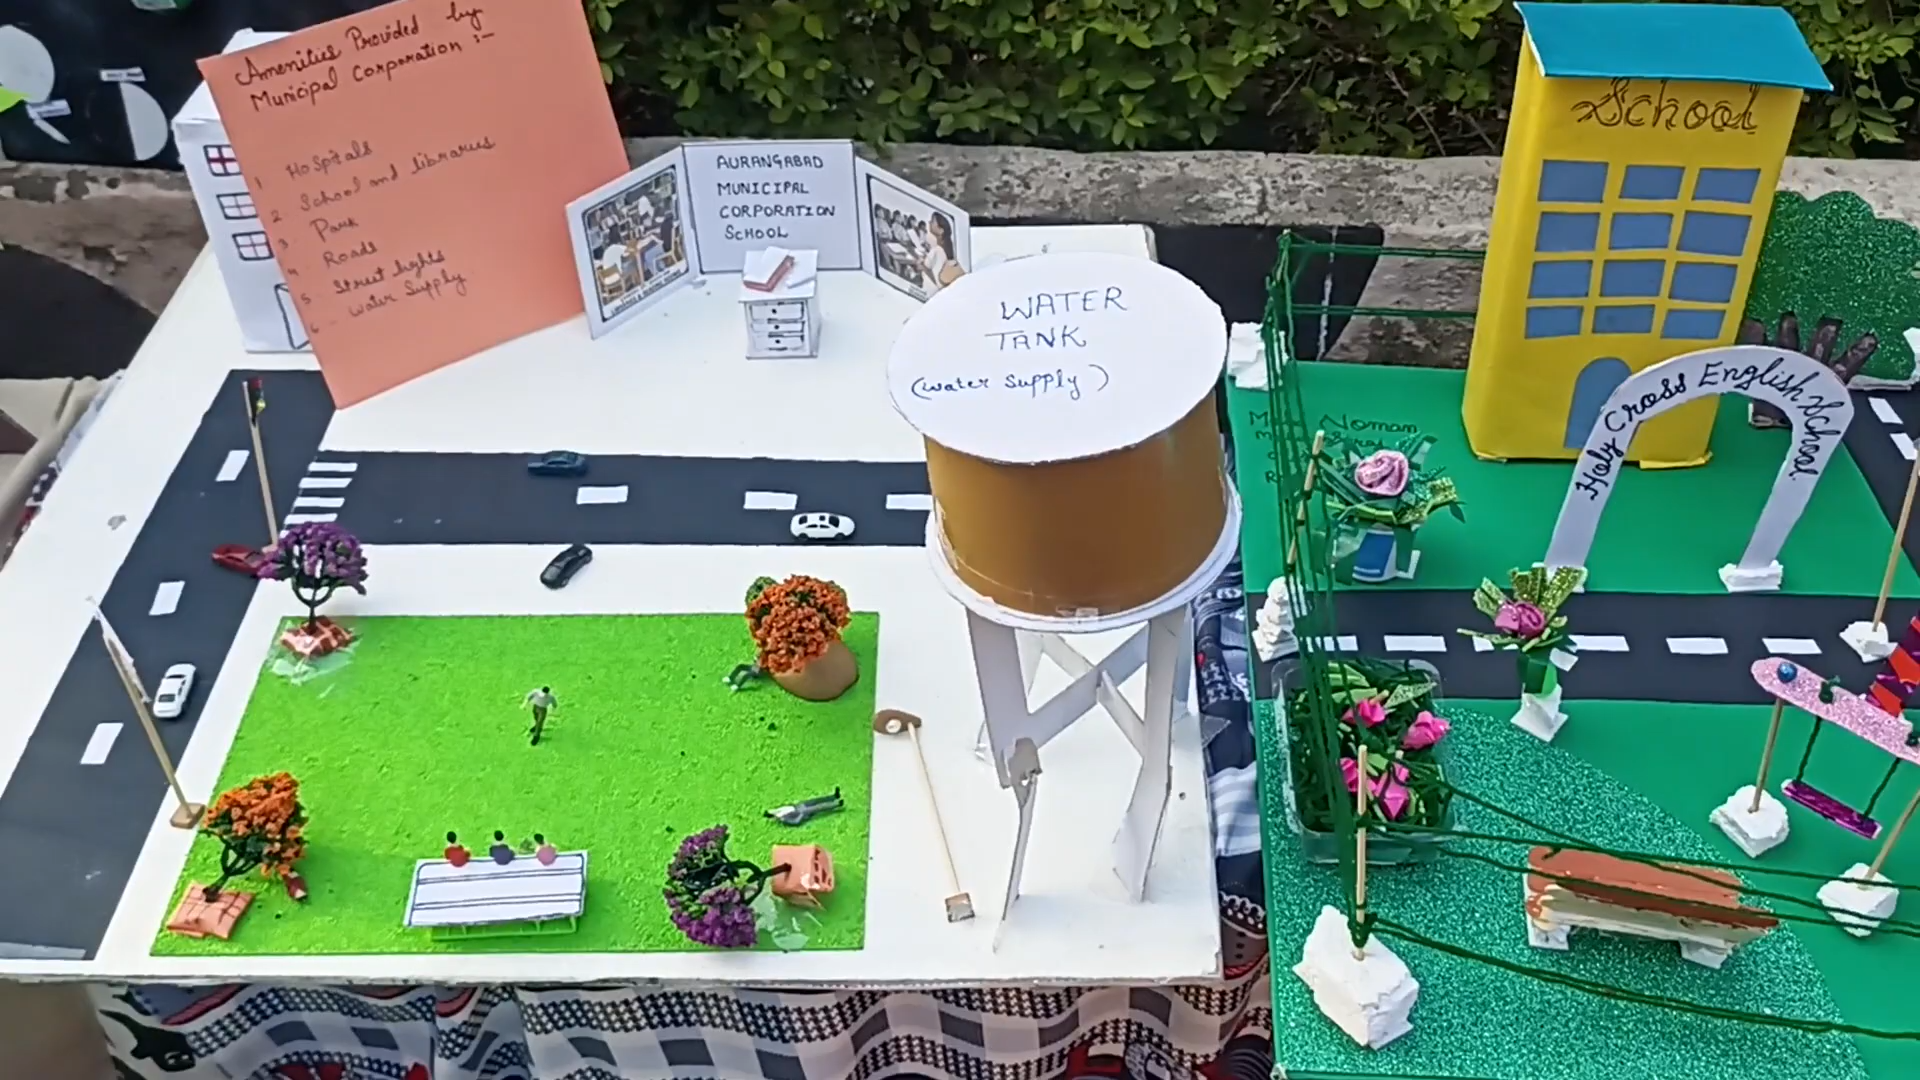 Amenities Provided by
Municipal Corporation :-
1 Hospitals
2. School and libraries
3. Park
4. Roads
5 Street lights
6 - Water Supply
AURANGABAD
MUNICIPAL
CORPORATION
SCHOOL
WATER
TANK
(water supply)
School
Holy Cross English School.
Noman